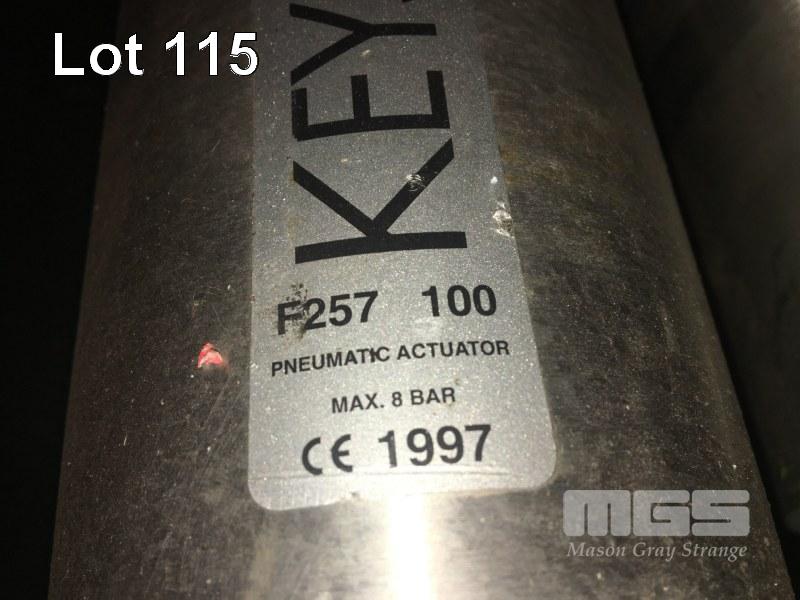 Lot 115
KEY
F257 100
PNEUMATIC ACTUATOR
MAX. 8 BAR
CE 1997
MGS
Mason Gray Strange